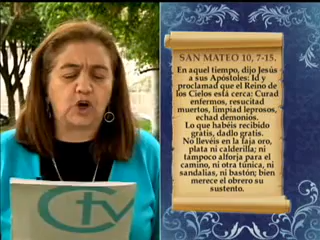 SAN MATEO 10, 7-15.
En aquel tiempo, dijo Jesús
a sus Apóstoles: Id y
proclamad que el Reino de
los Cielos está cerca: Curad
enfermos, resucitad
muertos, limpiad leprosos,
echad demonios.
Lo que habéis recibido
gratis, dadlo gratis.
No llevéis en la faja oro,
plata ni calderilla; ni
tampoco alforja para el
camino, ni otra túnica, ni
sandalias, ni bastón; bien
merece el obrero su
sustento.
CTV